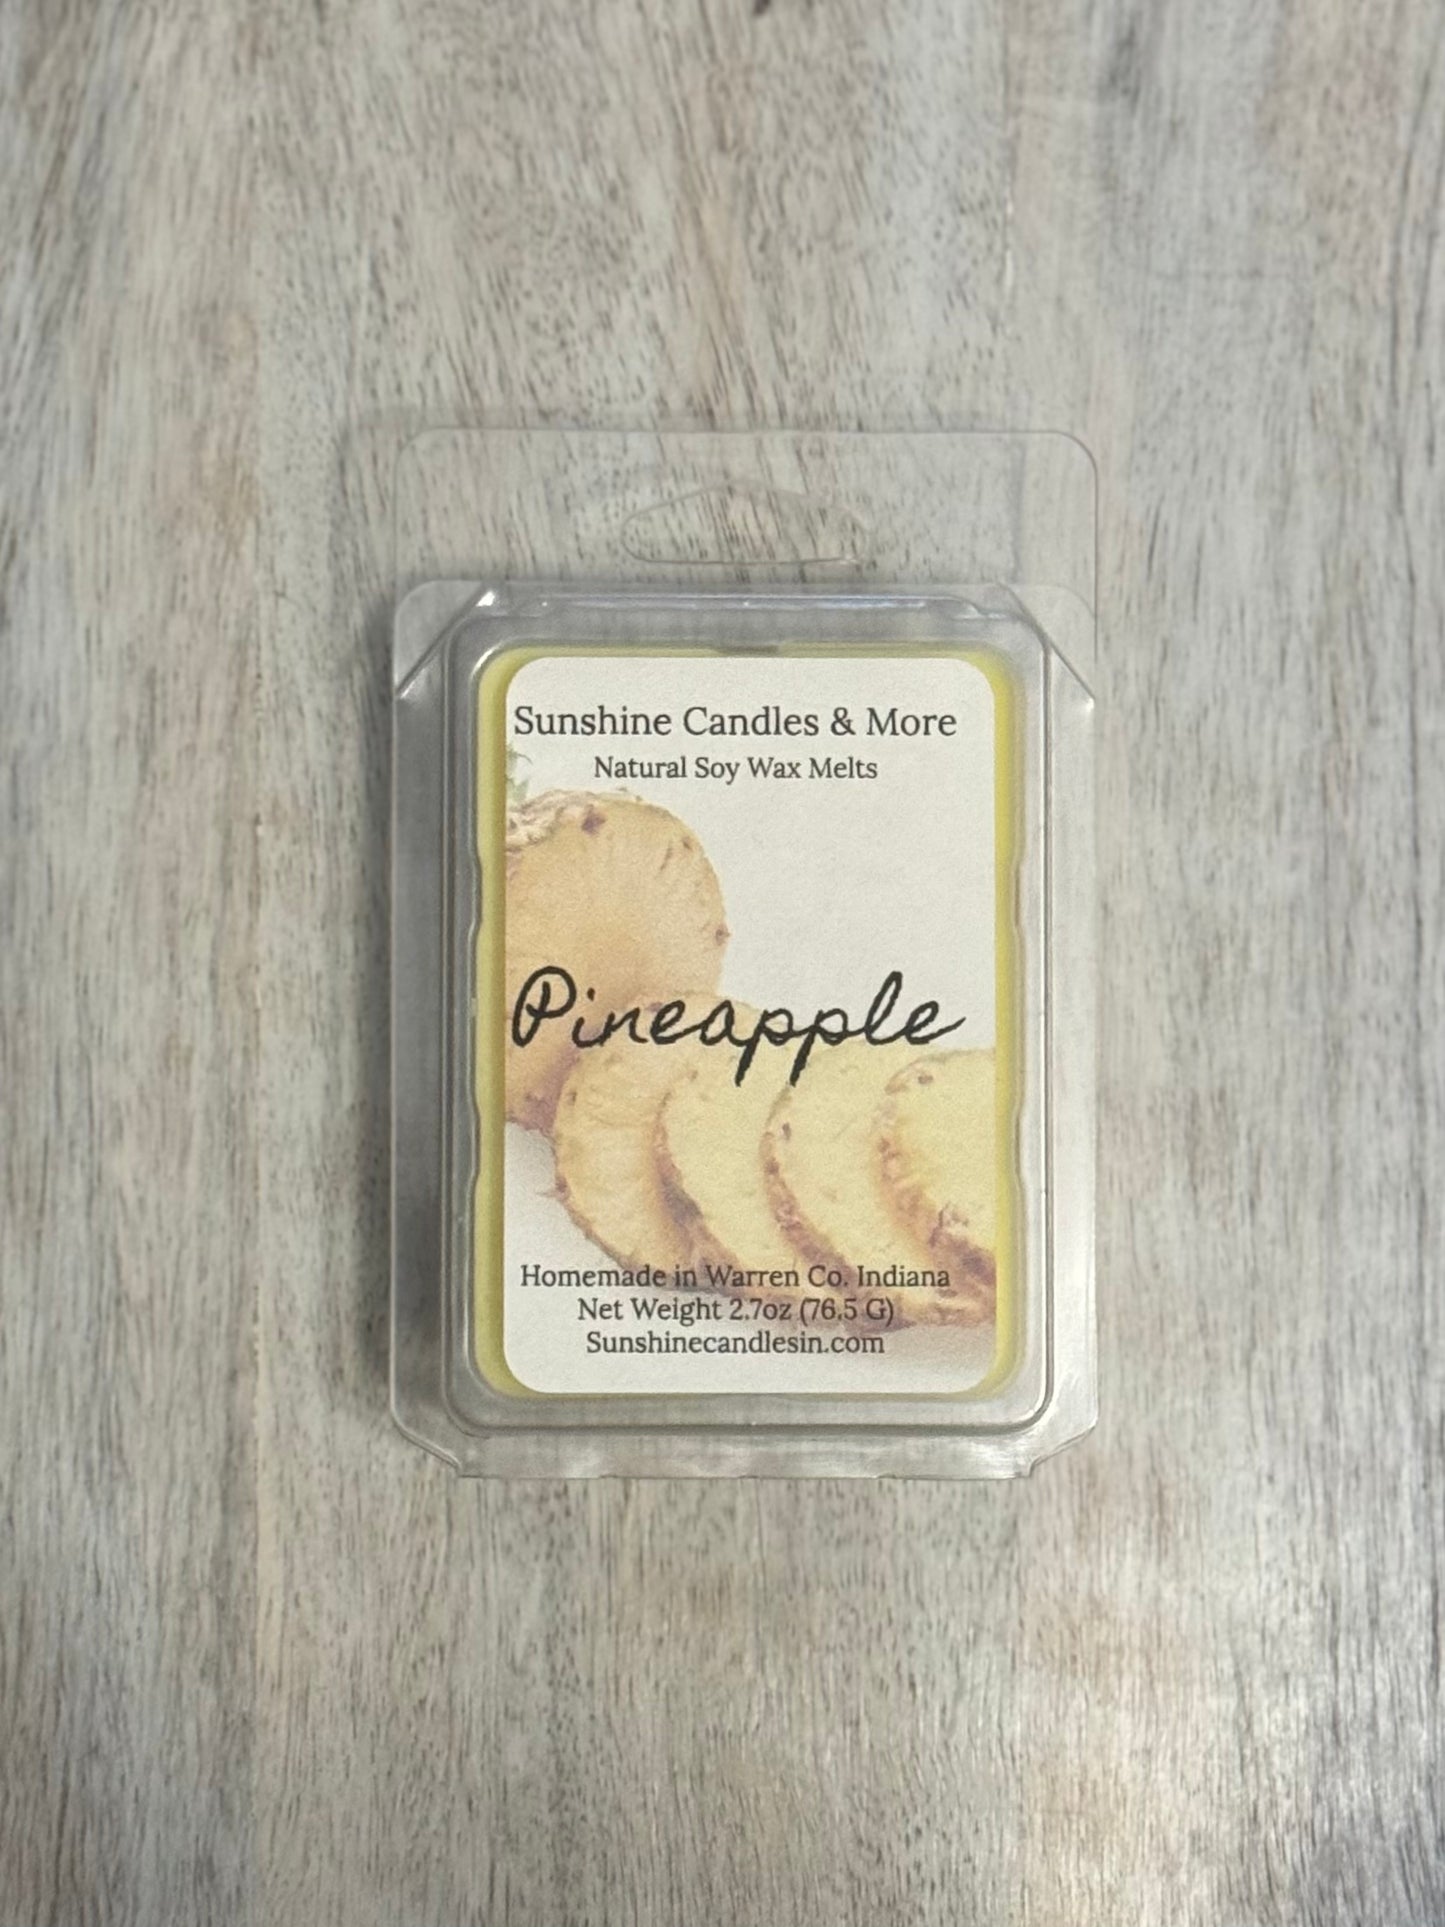 Sunshine Candles & More
Natural Soy Wax Melts
Pineapple
Homemade in Warren Co. Indiana
Net Weight 2.7oz (76.5 G)
Sunshinecandlesin.com